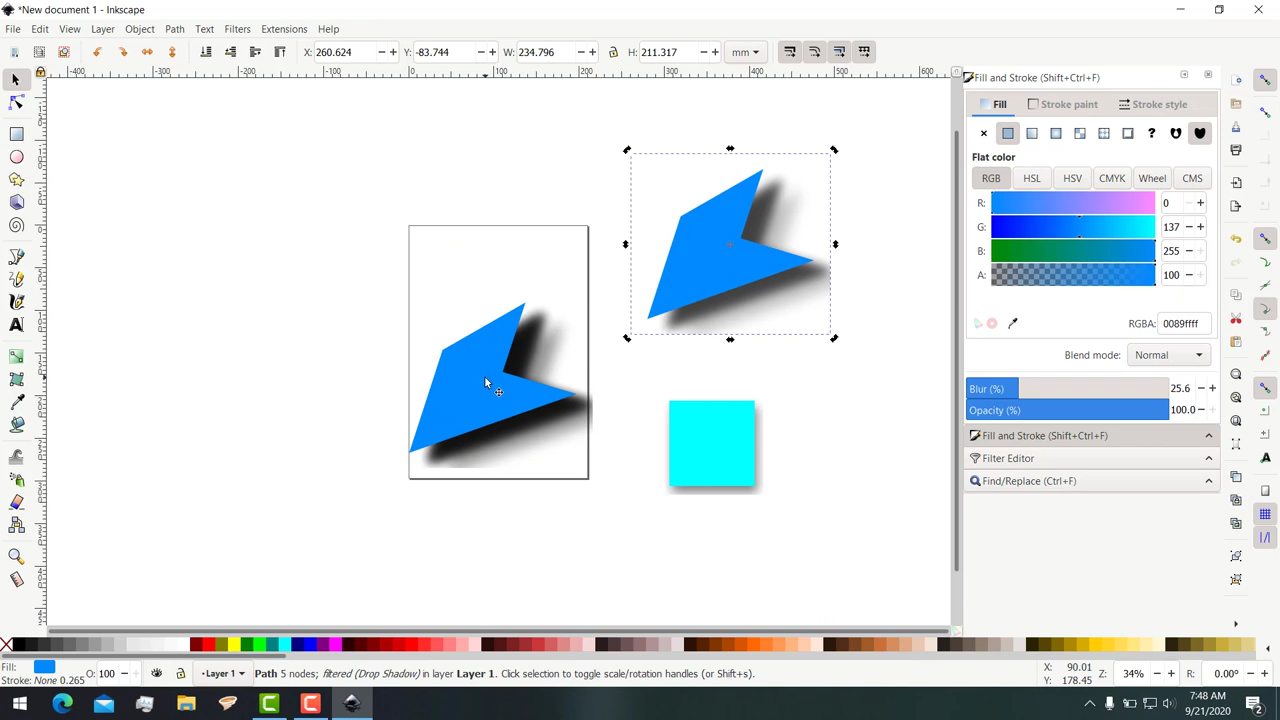 *New document 1 - Inkscape
File Edit View Layer Object Path Text Filters Extensions Help
X: 260.624 − + Y: -83.744 − + W: 234.796 − + H: 211.317 − + mm
-400 -300 -200 -100 0 100 200 300 400 500 600
Fill and Stroke (Shift+Ctrl+F)
Fill Stroke paint Stroke style
?
Flat color
RGB HSL HSV CMYK Wheel CMS
R: 0 − +
G: 137 − +
B: 255 − +
A: 100 − +
RGBA: 0089ffff
Blend mode: Normal
Blur (%) 25.6 − +
Opacity (%) 100.0 − +
Fill and Stroke (Shift+Ctrl+F)
Filter Editor
Find/Replace (Ctrl+F)
Fill:
Stroke: None 0.265
O: 100 − +
•Layer 1
Path 5 nodes; filtered (Drop Shadow) in layer Layer 1. Click selection to toggle scale/rotation handles (or Shift+s).
X: 90.01
Y: 178.45
Z: 34% − + R: 0.00° − +
7:48 AM
9/21/2020
2